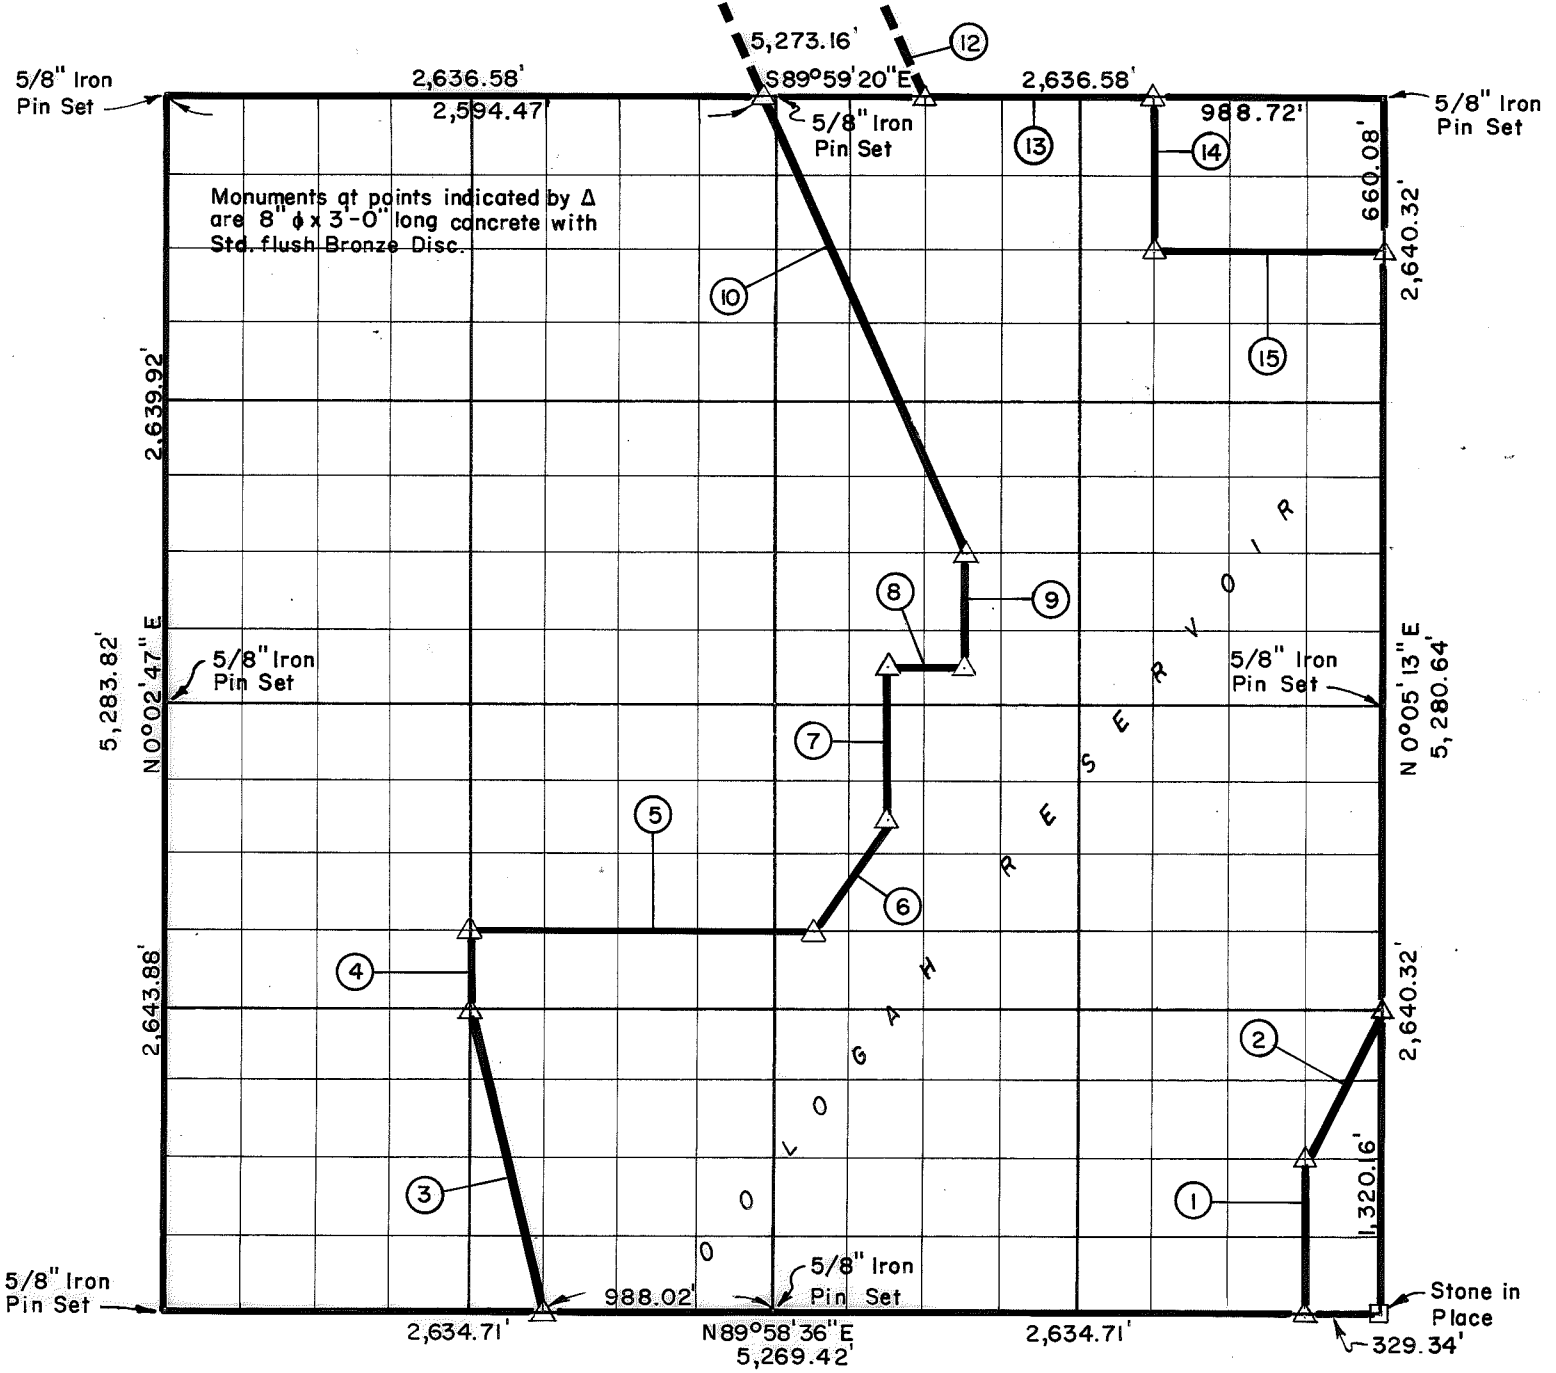 5,273.16'
12
5/8" Iron
Pin Set
2,636.58'
S89°59'20"E
2,636.58'
5/8" Iron
Pin Set
2,594.47'
5/8" Iron
Pin Set
13
988.72'
14
660.08'
2,640.32'
Monuments at points indicated by Δ
are 8" ϕ x 3'-0" long concrete with
Std. flush Bronze Disc.
10
15
2,639.92'
8
9
5,283.82'
N0°02'47"E
5/8" Iron
Pin Set
5/8" Iron
Pin Set
N0°05'13"E
5,280.64'
7
5
6
4
2,643.88'
2,640.32'
2
OOLOGAH RESERVOIR
3
1
1,320.16'
5/8" Iron
Pin Set
988.02'
5/8" Iron
Pin Set
Stone in
Place
2,634.71'
N89°58'36"E
5,269.42'
2,634.71'
329.34'